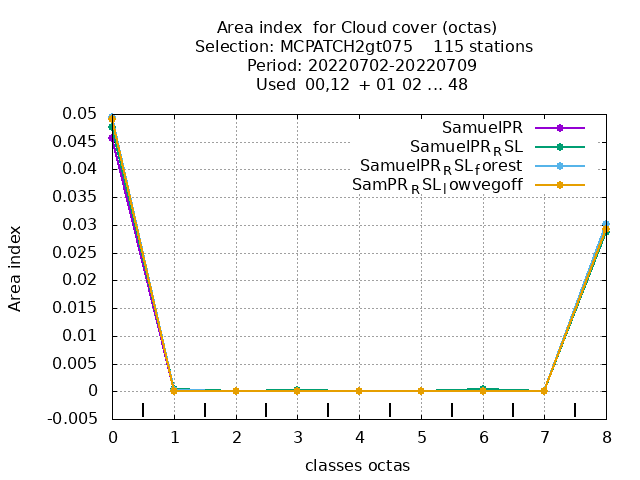 Area index  for Cloud cover (octas)
Selection: MCPATCH2gt075    115 stations
Period: 20220702-20220709
Used  00,12  + 01 02 ... 48
0.05
0.045
0.04
0.035
0.03
0.025
0.02
0.015
0.01
0.005
0
-0.005
Area index
SamuelPR
SamuelPR_RSL
SamuelPR_RSL_forest
SamPR_RSL_lowvegoff
0 1 2 3 4 5 6 7 8
classes octas